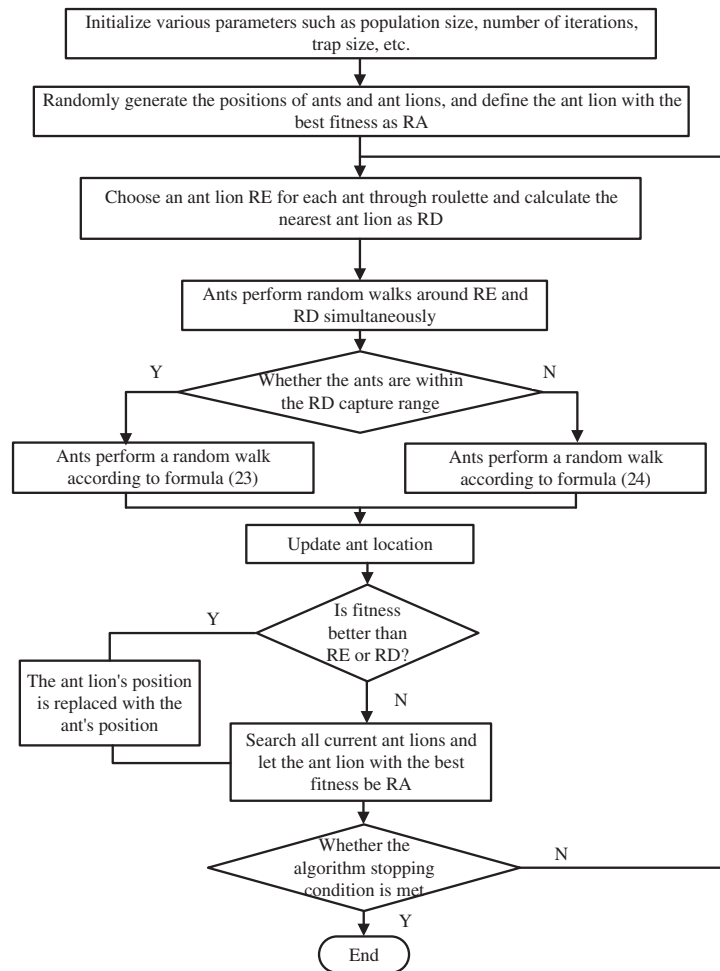 Initialize various parameters such as population size, number of iterations,
trap size, etc.
Randomly generate the positions of ants and ant lions, and define the ant lion with the
best fitness as RA
Choose an ant lion RE for each ant through roulette and calculate the
nearest ant lion as RD
Ants perform random walks around RE and
RD simultaneously
Y
N
Whether the ants are within
the RD capture range
Ants perform a random walk
according to formula (23)
Ants perform a random walk
according to formula (24)
Update ant location
Y
Is fitness
better than
RE or RD?
The ant lion's position
is replaced with the
ant's position
N
Search all current ant lions and
let the ant lion with the best
fitness be RA
Whether the
algorithm stopping
condition is met
N
Y
End